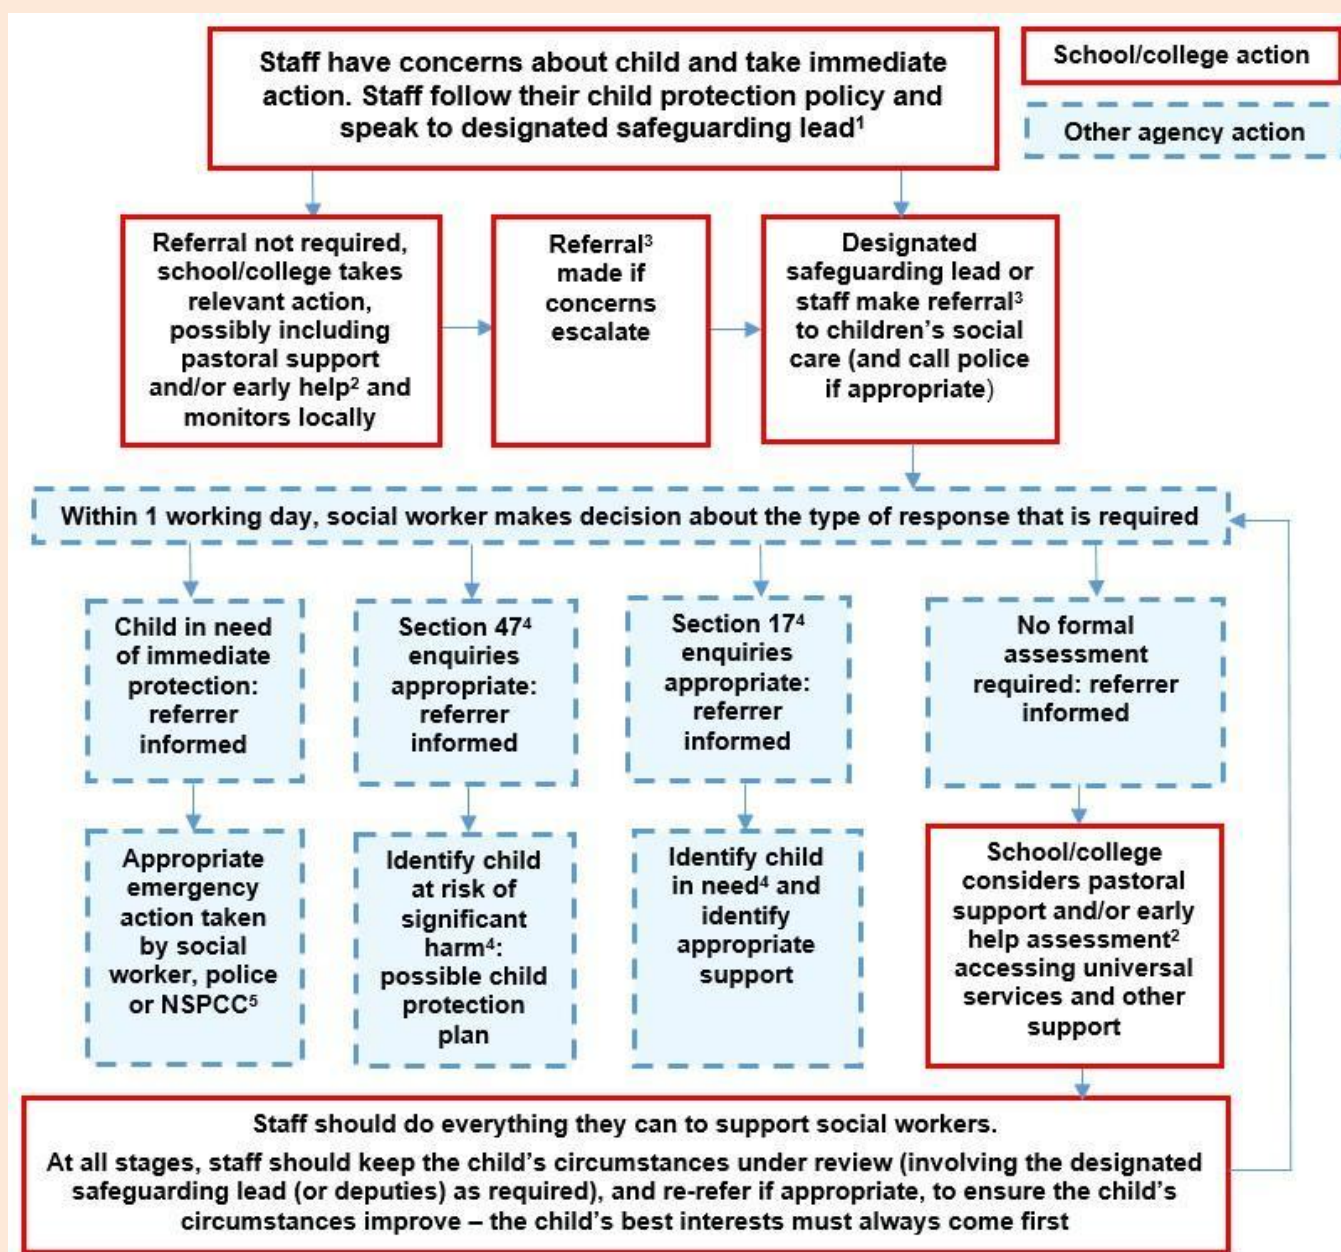 Staff have concerns about child and take immediate
action. Staff follow their child protection policy and
speak to designated safeguarding lead¹
School/college action
Other agency action
Referral not required,
school/college takes
relevant action,
possibly including
pastoral support
and/or early help² and
monitors locally
Referral³
made if
concerns
escalate
Designated
safeguarding lead or
staff make referral³
to children’s social
care (and call police
if appropriate)
Within 1 working day, social worker makes decision about the type of response that is required
Child in need
of immediate
protection:
referrer
informed
Section 47⁴
enquiries
appropriate:
referrer
informed
Section 17⁴
enquiries
appropriate:
referrer
informed
No formal
assessment
required: referrer
informed
Appropriate
emergency
action taken
by social
worker, police
or NSPCC⁵
Identify child
at risk of
significant
harm⁴:
possible child
protection
plan
Identify child
in need⁴ and
identify
appropriate
support
School/college
considers pastoral
support and/or early
help assessment²
accessing universal
services and other
support
Staff should do everything they can to support social workers.
At all stages, staff should keep the child’s circumstances under review (involving the designated
safeguarding lead (or deputies) as required), and re-refer if appropriate, to ensure the child’s
circumstances improve – the child’s best interests must always come first